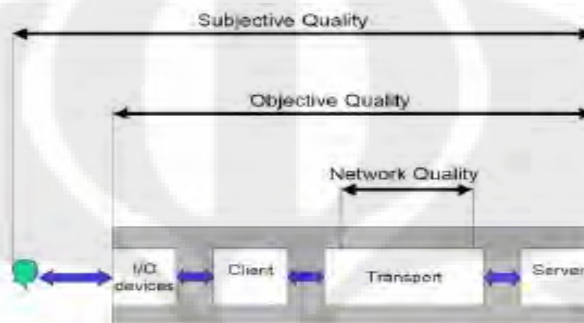 Subjective Quality
Objective Quality
Network Quality
I/O
devices
Client
Transport
Server